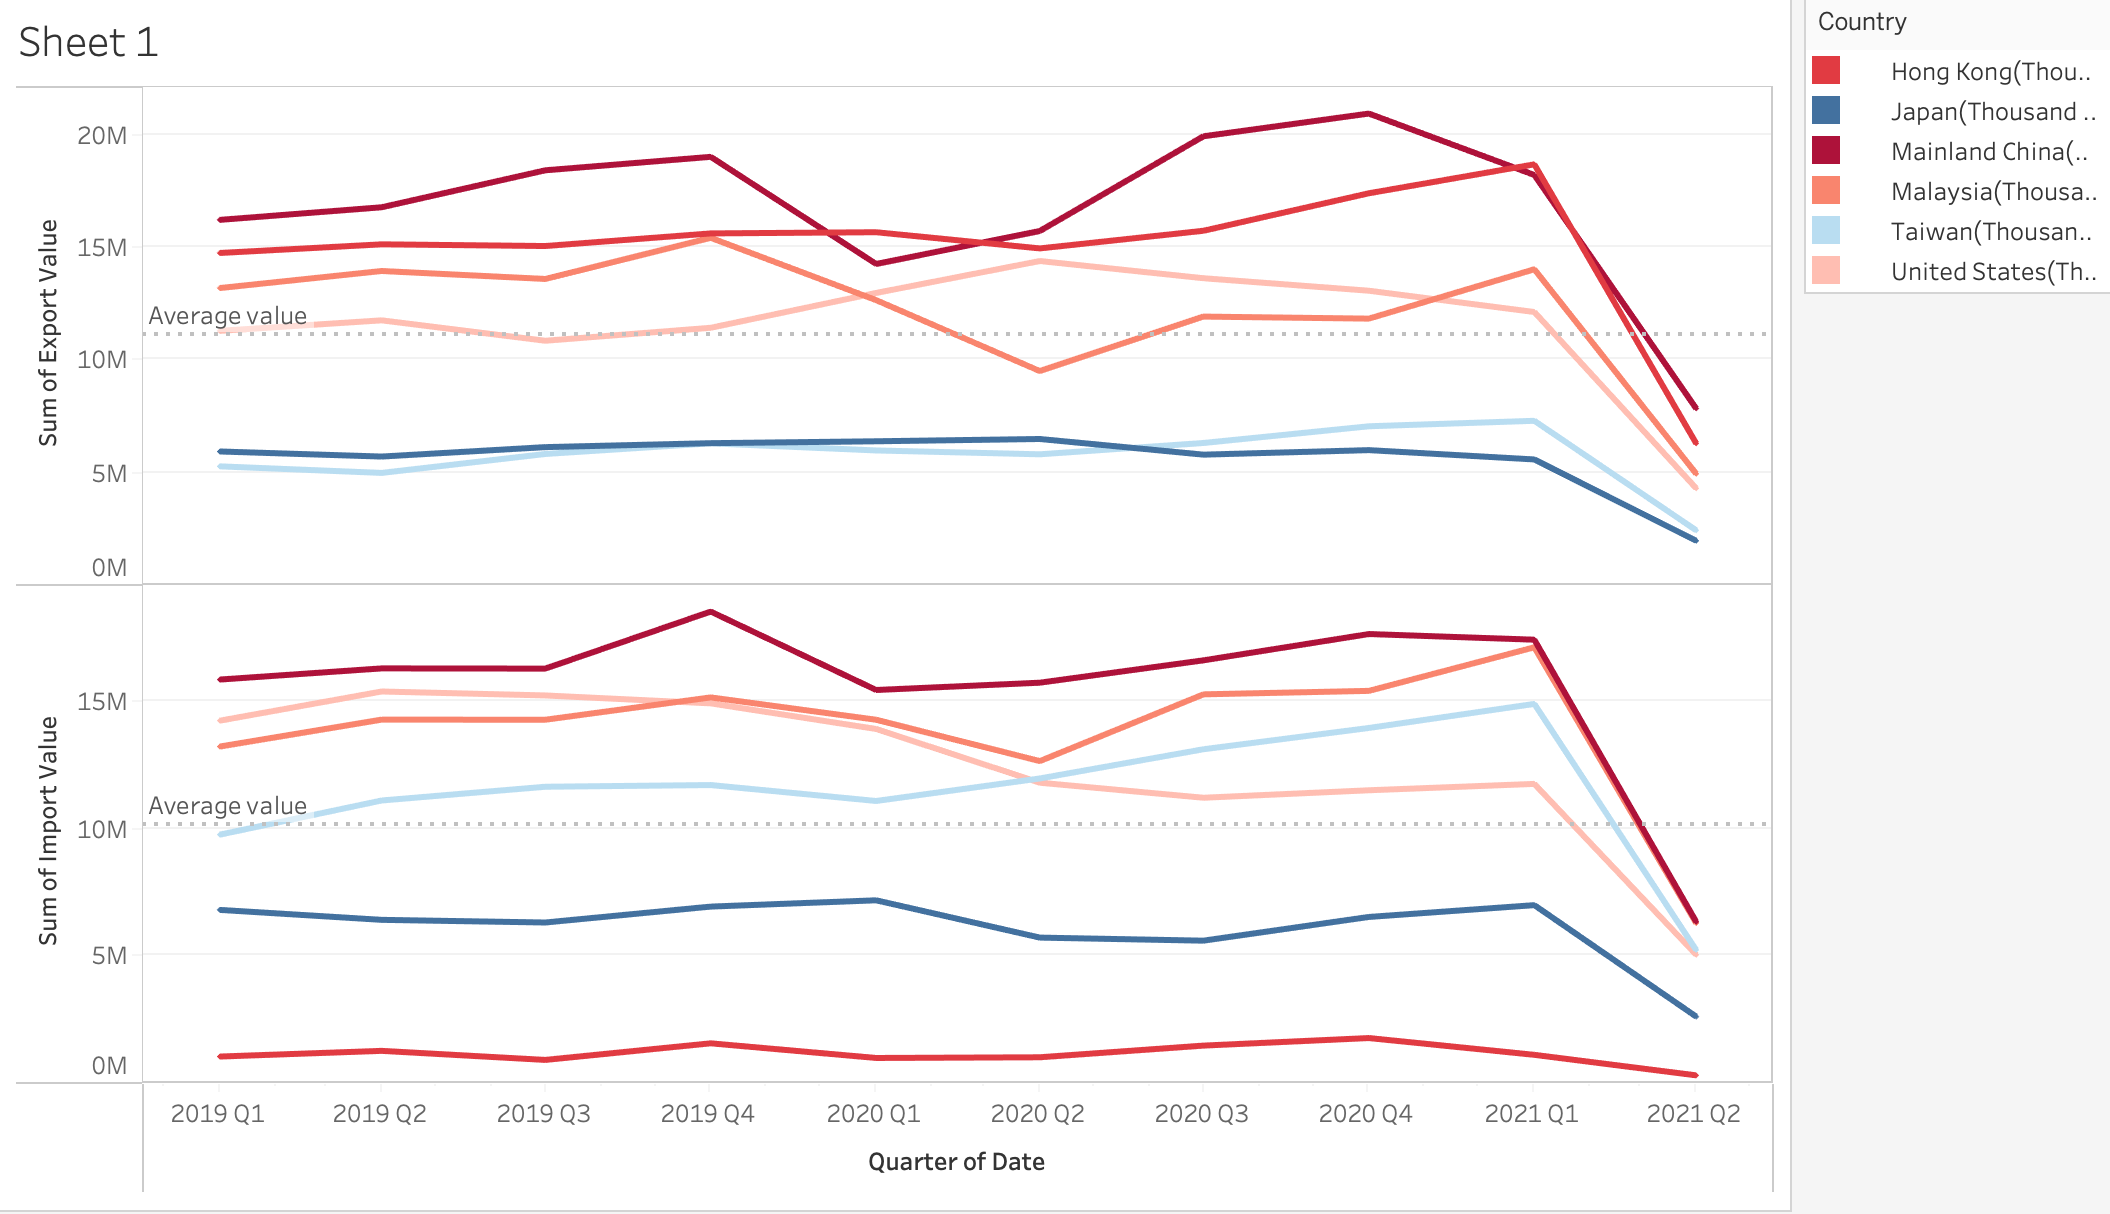 Sheet 1
Country
Hong Kong(Thou..
Japan(Thousand ..
Mainland China(..
Malaysia(Thousa..
Taiwan(Thousan..
United States(Th..
Sum of Export Value
20M
15M
Average value
10M
5M
0M
Sum of Import Value
15M
Average value
10M
5M
0M
2019 Q1
2019 Q2
2019 Q3
2019 Q4
2020 Q1
2020 Q2
2020 Q3
2020 Q4
2021 Q1
2021 Q2
Quarter of Date